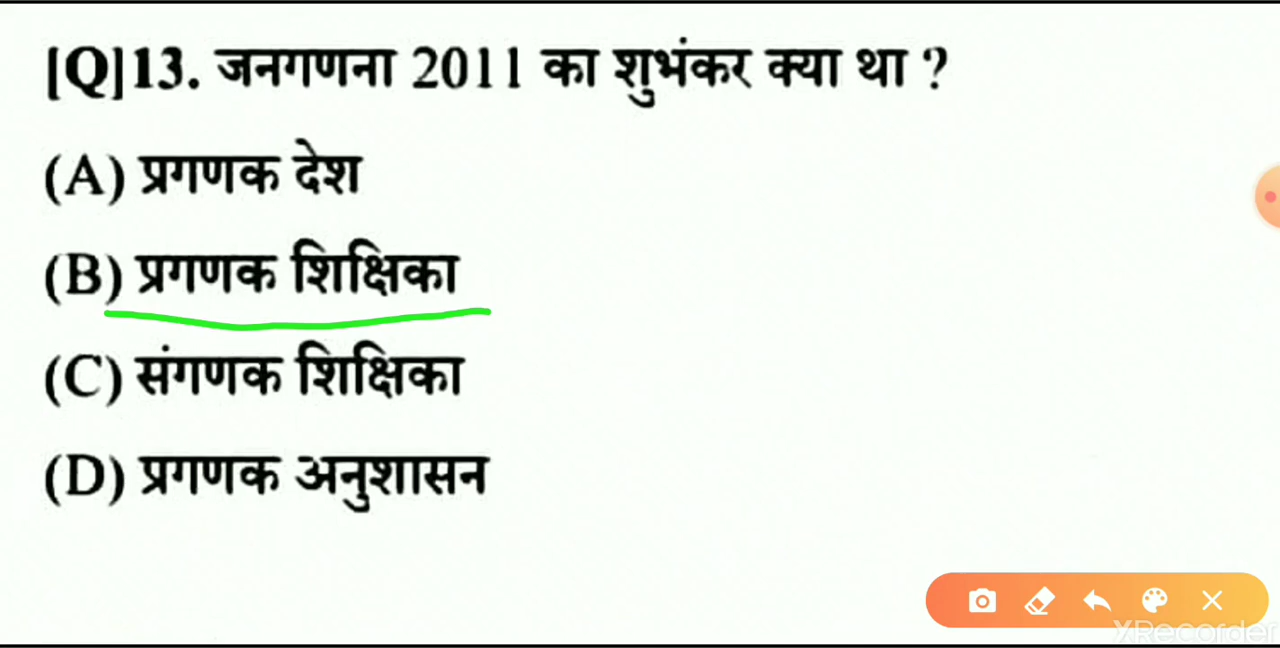 [Q]13. जनगणना 2011 का शुभंकर क्या था ?
(A) प्रगणक देश
(B) प्रगणक शिक्षिका
(C) संगणक शिक्षिका
(D) प्रगणक अनुशासन
XRecorder